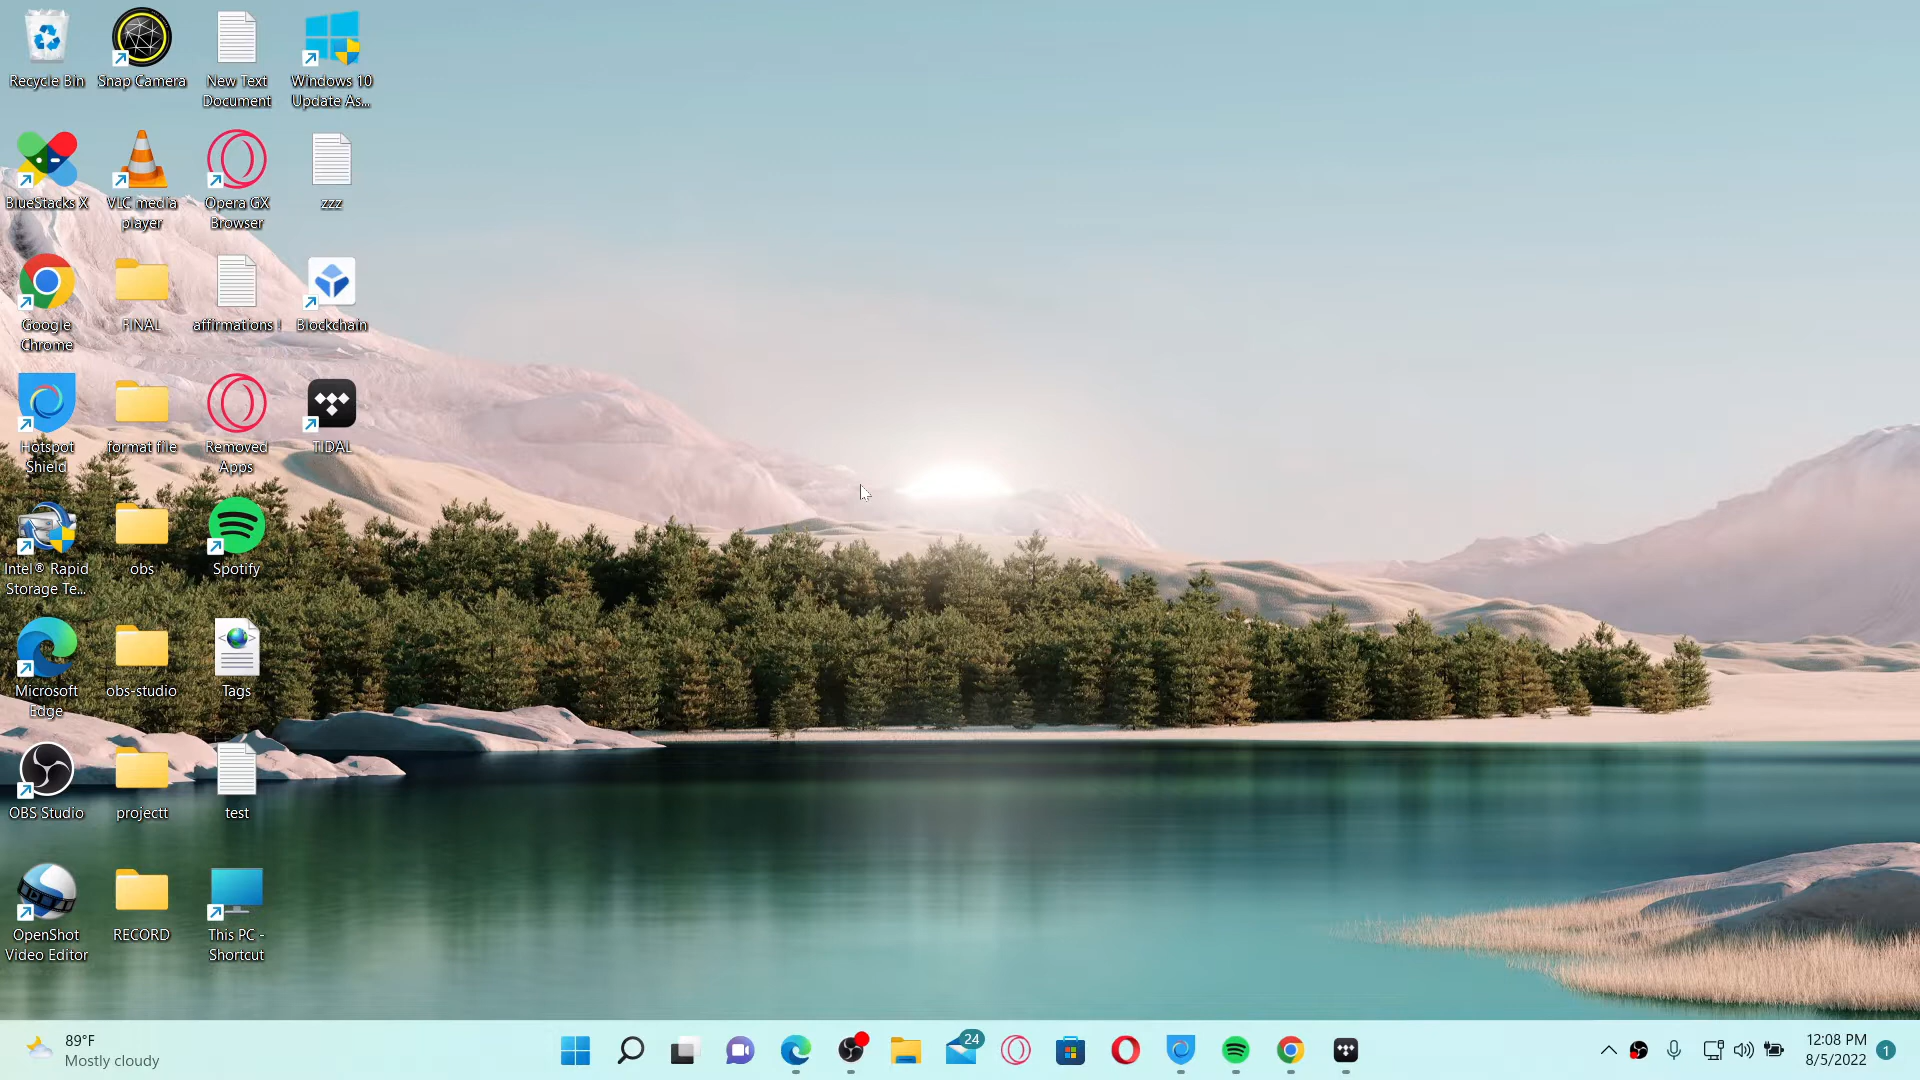 Recycle Bin
Snap Camera
New Text
Document
Windows 10
Update As...
BlueStacks X
VLC media
player
Opera GX
Browser
zzz
Google
Chrome
FINAL
affirmations !
Blockchain
Hotspot
Shield
format file
Removed
Apps
TIDAL
Intel® Rapid
Storage Te...
obs
Spotify
Microsoft
Edge
obs-studio
Tags
OBS Studio
projectt
test
OpenShot
Video Editor
RECORD
This PC -
Shortcut
89°F
Mostly cloudy
24
12:08 PM
8/5/2022
1